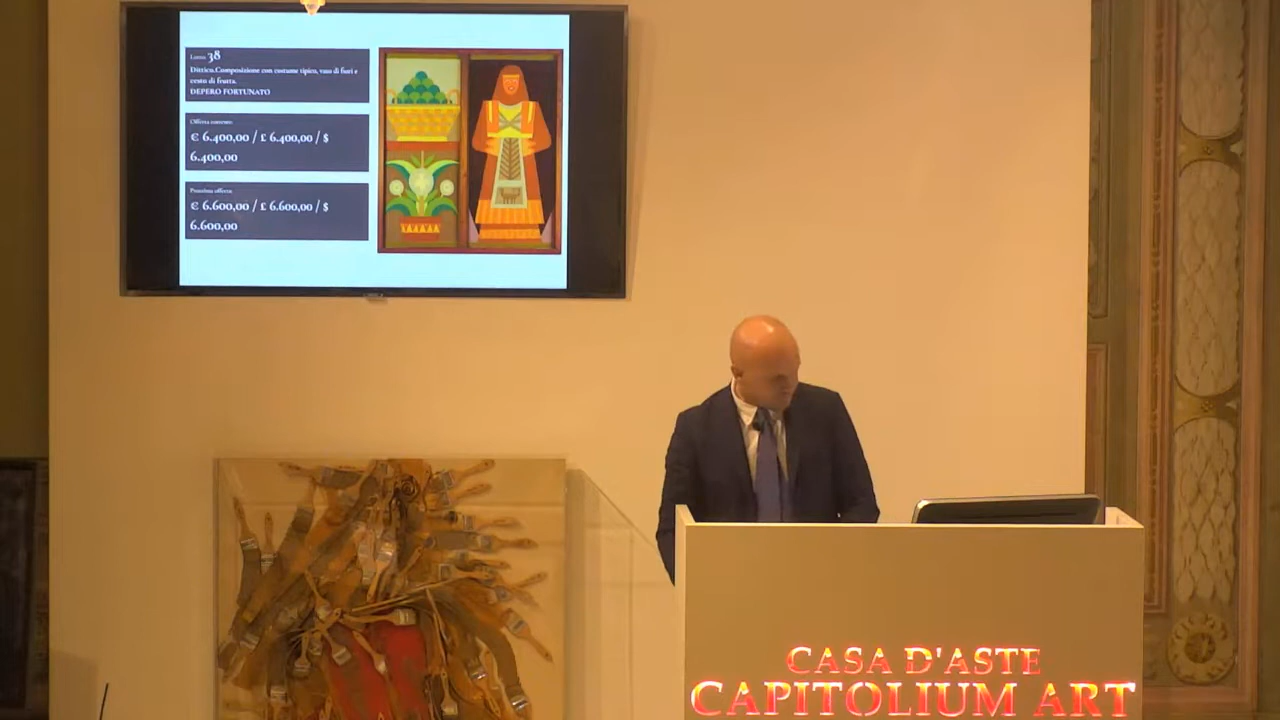 Lotto 38
Dittico.Composizione con costume tipico, vaso di fiori e
cesto di frutta.
DEPERO FORTUNATO
Offerta corrente:
€ 6.400,00 / £ 6.400,00 / $
6.400,00
Prossima offerta:
€ 6.600,00 / £ 6.600,00 / $
6.600,00
CASA D'ASTE
CAPITOLIUM ART